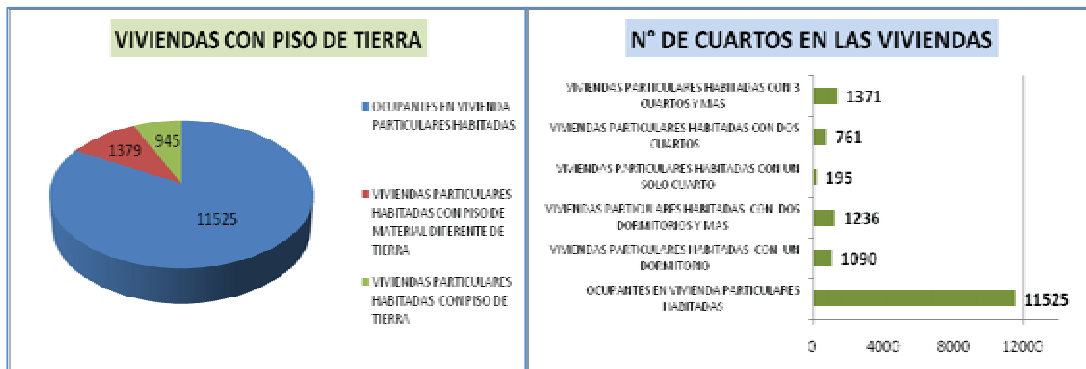 VIVIENDAS CON PISO DE TIERRA
11525
1379
945
OCUPANTES EN VIVIENDA
PARTICULARES HABITADAS
VIVIENDAS PARTICULARES
HABITADAS CON PISO DE
MATERIAL DIFERENTE DE
TIERRA
VIVIENDAS PARTICULARES
HABITADAS CON PISO DE
TIERRA
N° DE CUARTOS EN LAS VIVIENDAS
VIVIENDAS PARTICULARES HABITADAS CON 3
CUARTOS Y MAS
1371
VIVIENDAS PARTICULARES HABITADAS CON DOS
CUARTOS
761
VIVIENDAS PARTICULARES HABITADAS CON UN
SOLO CUARTO
195
VIVIENDAS PARTICULARES HABITADAS CON DOS
DORMITORIOS Y MAS
1236
VIVIENDAS PARTICULARES HABITADAS CON UN
DORMITORIO
1090
OCUPANTES EN VIVIENDA PARTICULARES
HABITADAS
11525
0 4000 8000 12000